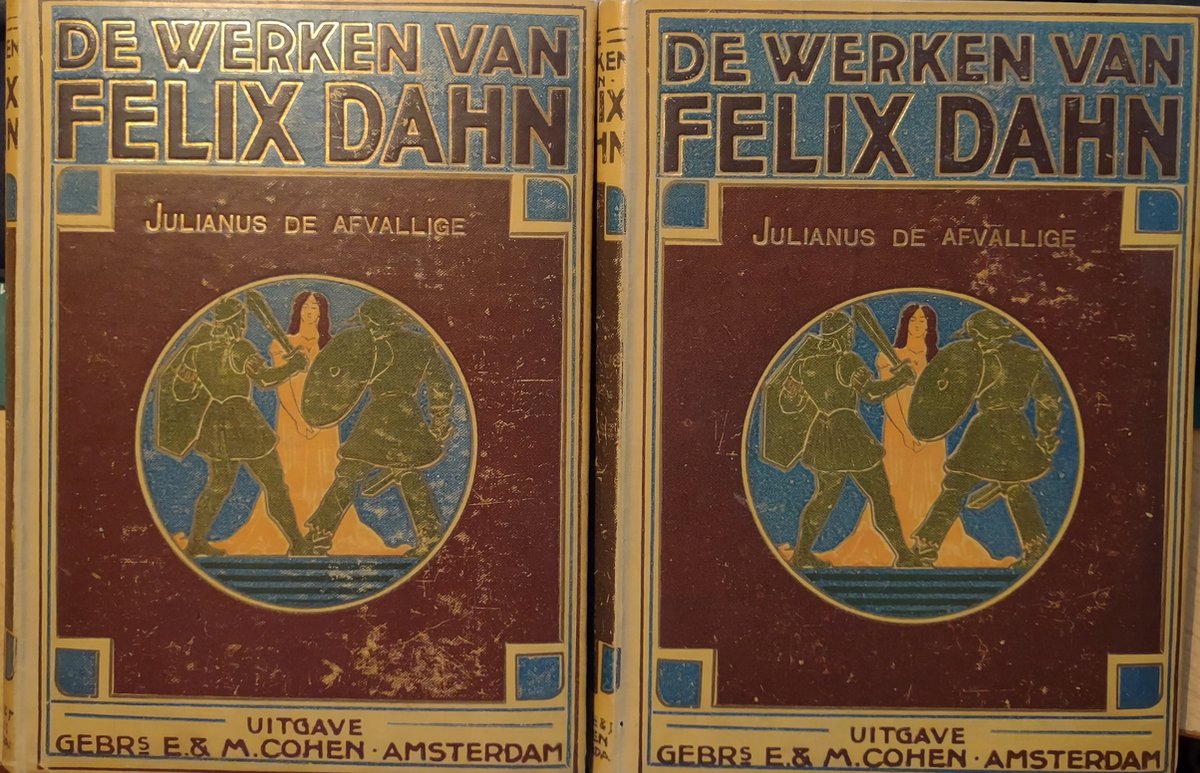 DE WERKEN VAN
FELIX DAHN
JULIANUS DE AFVALLIGE
UITGAVE
GEBRS E. & M. COHEN · AMSTERDAM
DE WERKEN VAN
FELIX DAHN
JULIANUS DE AFVALLIGE
UITGAVE
GEBRS E. & M. COHEN · AMSTERDAM